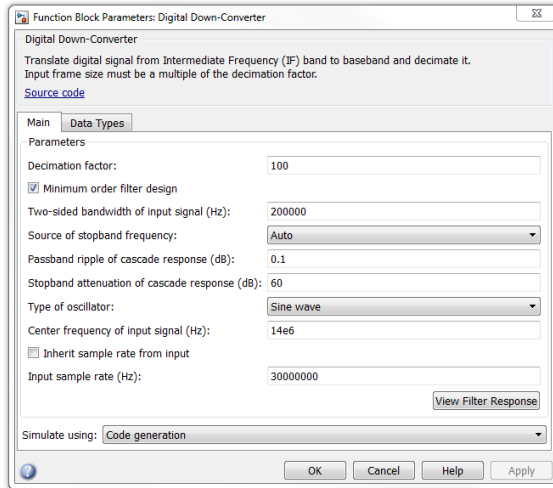 Function Block Parameters: Digital Down-Converter
Digital Down-Converter
Translate digital signal from Intermediate Frequency (IF) band to baseband and decimate it.
Input frame size must be a multiple of the decimation factor.
Source code
Main Data Types
Parameters
Decimation factor: 100
Minimum order filter design
Two-sided bandwidth of input signal (Hz): 200000
Source of stopband frequency: Auto
Passband ripple of cascade response (dB): 0.1
Stopband attenuation of cascade response (dB): 60
Type of oscillator: Sine wave
Center frequency of input signal (Hz): 14e6
Inherit sample rate from input
Input sample rate (Hz): 30000000
View Filter Response
Simulate using: Code generation
OK Cancel Help Apply